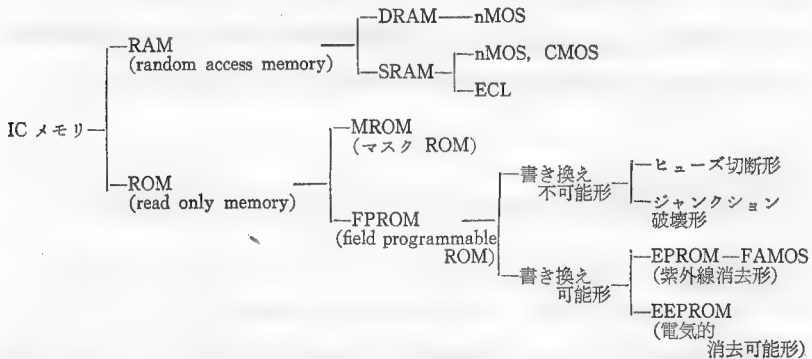 DRAM
nMOS
RAM
(random access memory)
SRAM
nMOS, CMOS
ECL
IC メモリ
MROM
(マスク ROM)
ROM
(read only memory)
FPROM
(field programmable
ROM)
書き換え
不可能形
ヒューズ切断形
ジャンクション
破壊形
書き換え
可能形
EPROM
FAMOS
(紫外線消去形)
EEPROM
(電気的
消去可能形)